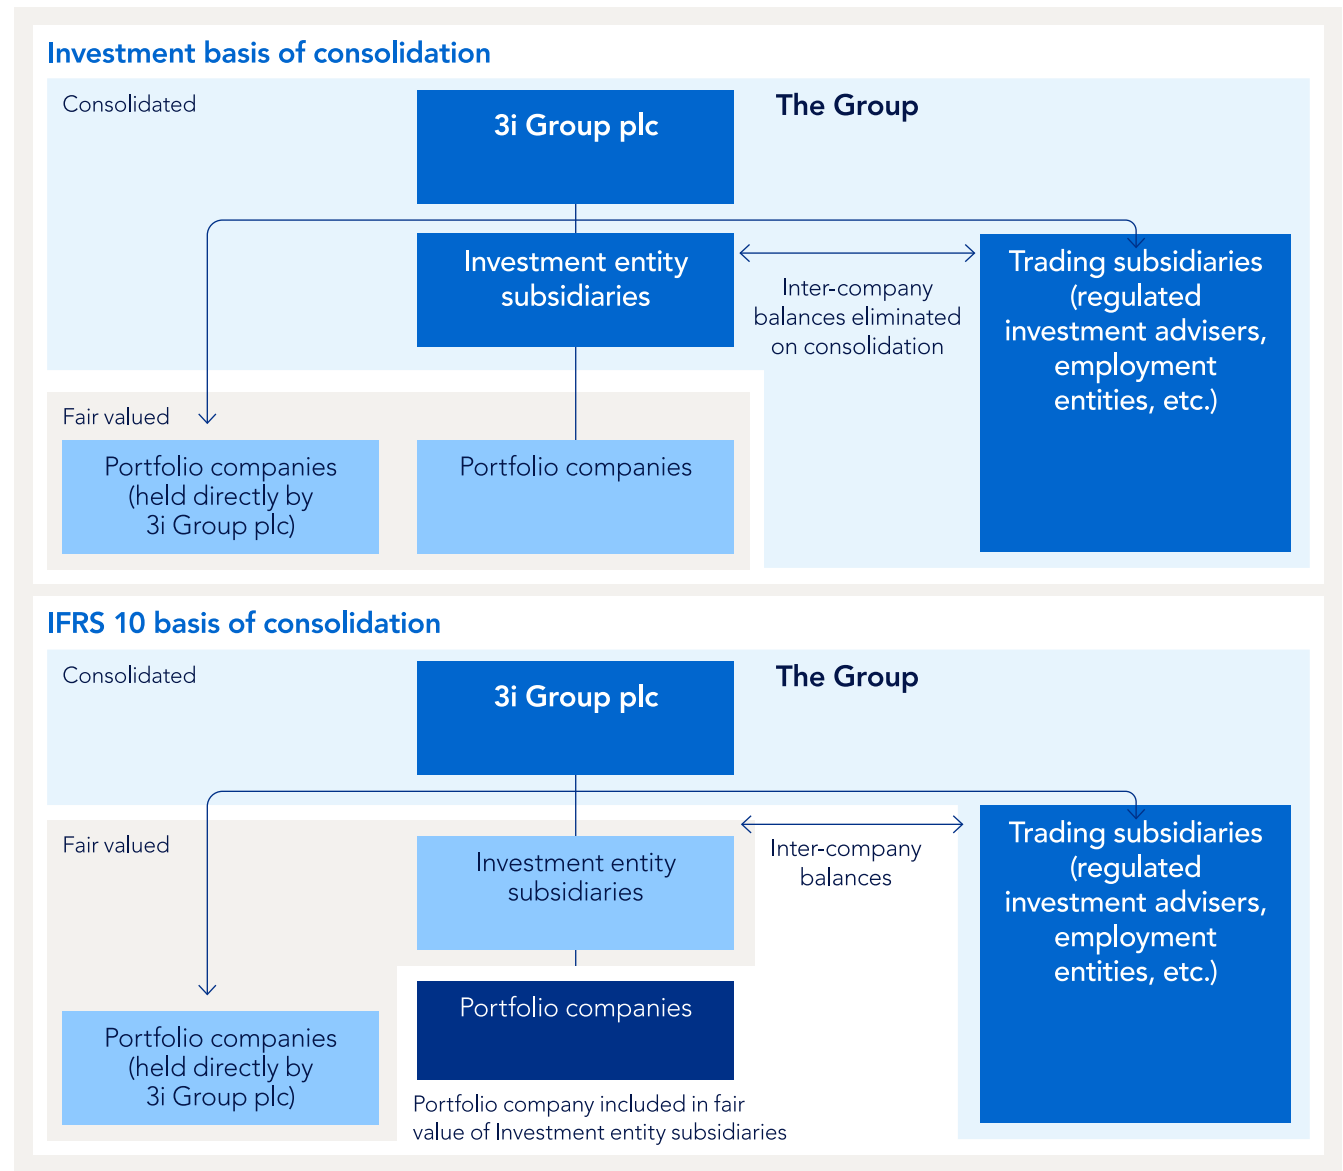 Investment basis of consolidation
Consolidated
3i Group plc
The Group
Investment entity
subsidiaries
Inter-company
balances eliminated
on consolidation
Trading subsidiaries
(regulated
investment advisers,
employment
entities, etc.)
Fair valued
Portfolio companies
(held directly by
3i Group plc)
Portfolio companies
IFRS 10 basis of consolidation
Consolidated
3i Group plc
The Group
Fair valued
Investment entity
subsidiaries
Inter-company
balances
Trading subsidiaries
(regulated
investment advisers,
employment
entities, etc.)
Portfolio companies
(held directly by
3i Group plc)
Portfolio companies
Portfolio company included in fair
value of Investment entity subsidiaries